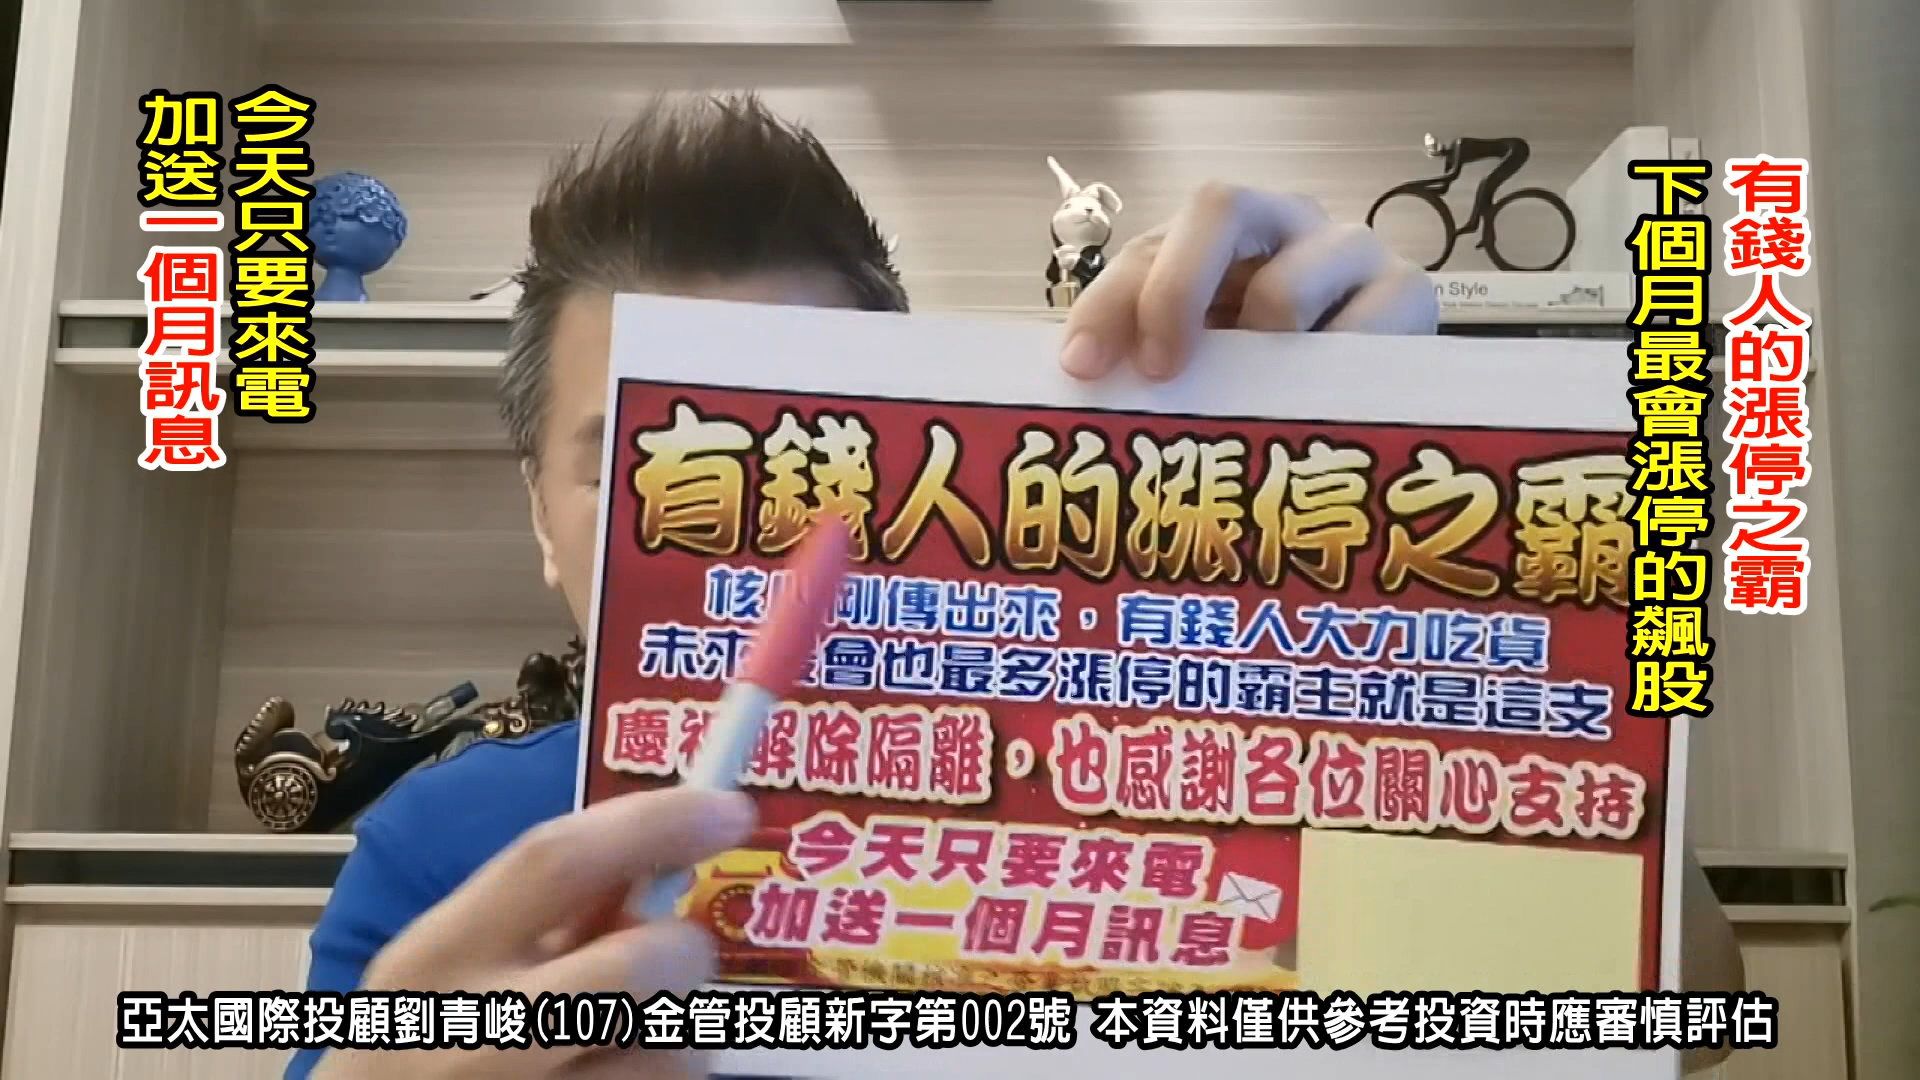 今天只要來電
加送一個月訊息
有錢人的漲停之霸
下個月最會漲停的飆股
n Style
有錢人的漲停之霸
核 剛傳出來，有錢人大力吃貨
未來 會也最多漲停的霸主就是這支
慶祝解除隔離，也感謝各位關心支持
今天只要來電
加送一個月訊息
亞太國際投顧劉青峻(107)金管投顧新字第002號 本資料僅供參考投資時應審慎評估